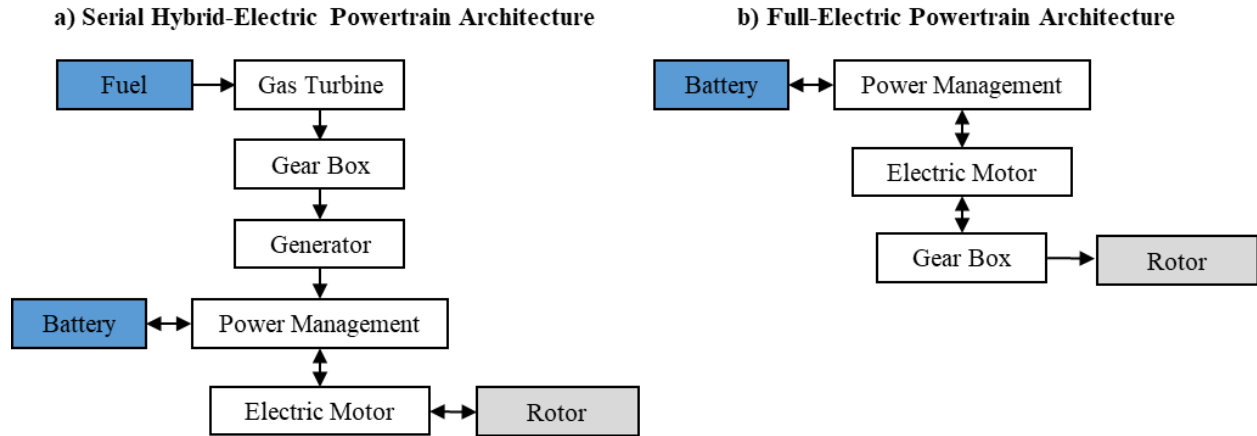 a) Serial Hybrid-Electric Powertrain Architecture
Fuel
Gas Turbine
Gear Box
Generator
Battery
Power Management
Electric Motor
Rotor
b) Full-Electric Powertrain Architecture
Battery
Power Management
Electric Motor
Gear Box
Rotor